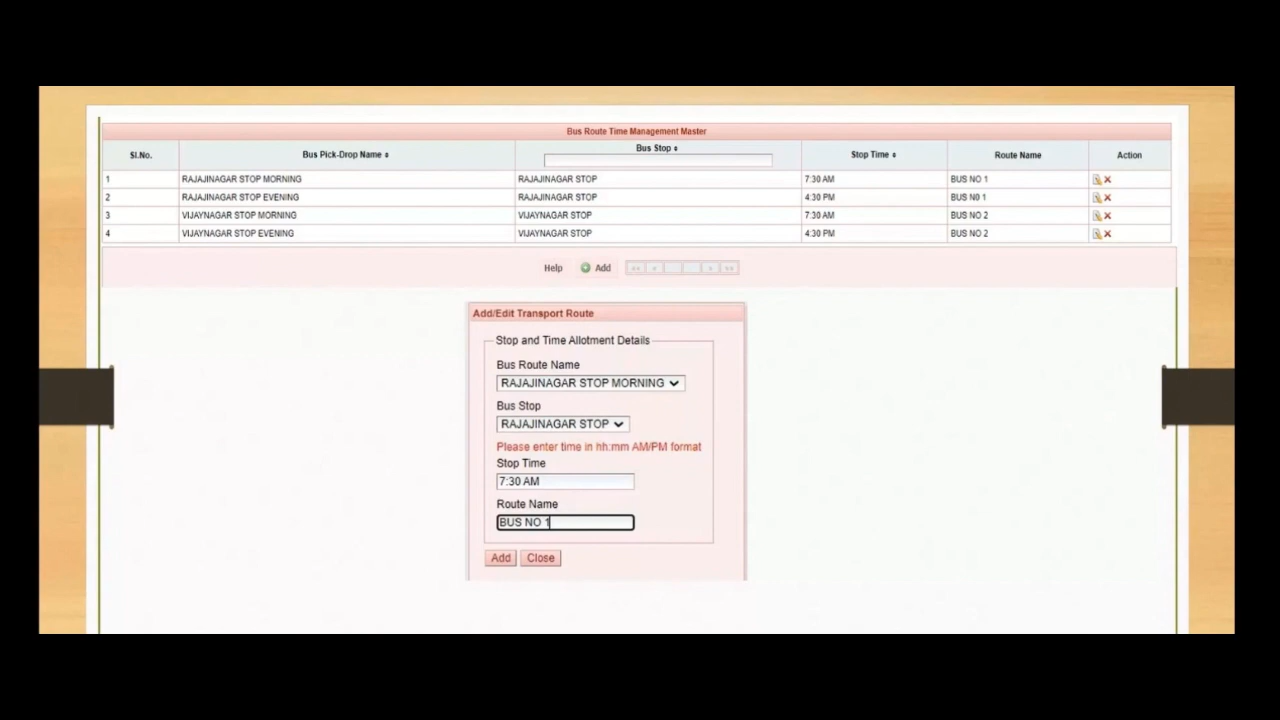 Bus Route Time Management Master
Sl.No. Bus Pick-Drop Name Bus Stop Stop Time Route Name Action
1 RAJAJINAGAR STOP MORNING RAJAJINAGAR STOP 7:30 AM BUS NO 1
2 RAJAJINAGAR STOP EVENING RAJAJINAGAR STOP 4:30 PM BUS N0 1
3 VIJAYNAGAR STOP MORNING VIJAYNAGAR STOP 7:30 AM BUS NO 2
4 VIJAYNAGAR STOP EVENING VIJAYNAGAR STOP 4:30 PM BUS NO 2
Help Add
Add/Edit Transport Route
Stop and Time Allotment Details
Bus Route Name
RAJAJINAGAR STOP MORNING
Bus Stop
RAJAJINAGAR STOP
Please enter time in hh:mm AM/PM format
Stop Time
7:30 AM
Route Name
BUS NO 1
Add Close